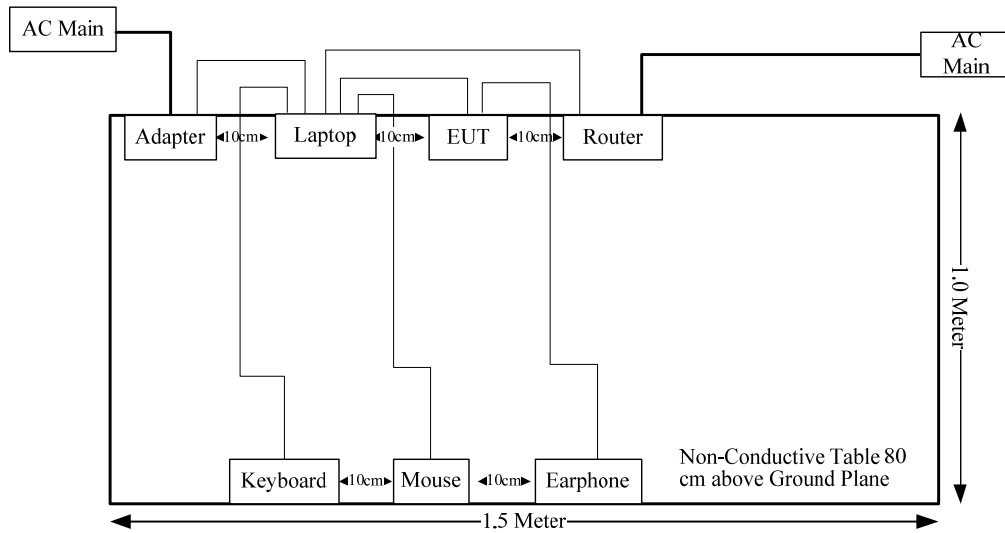 AC Main
AC
Main
Adapter
10cm
Laptop
10cm
EUT
10cm
Router
1.0 Meter
Keyboard
10cm
Mouse
10cm
Earphone
Non-Conductive Table 80
cm above Ground Plane
1.5 Meter